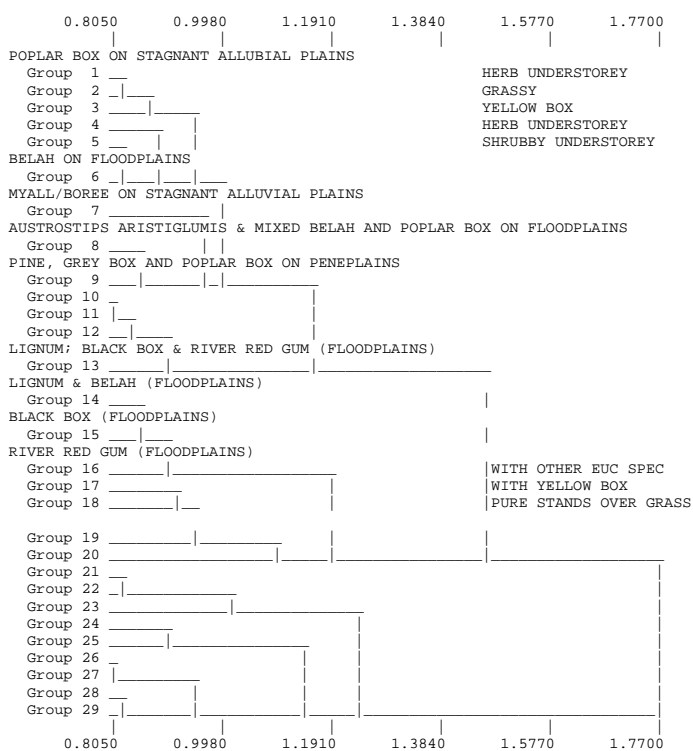 0.8050 0.9980 1.1910 1.3840 1.5770 1.7700
POPLAR BOX ON STAGNANT ALLUBIAL PLAINS
Group 1 HERB UNDERSTOREY
Group 2 GRASSY
Group 3 YELLOW BOX
Group 4 HERB UNDERSTOREY
Group 5 SHRUBBY UNDERSTOREY
BELAH ON FLOODPLAINS
Group 6
MYALL/BOREE ON STAGNANT ALLUVIAL PLAINS
Group 7
AUSTROSTIPS ARISTIGLUMIS & MIXED BELAH AND POPLAR BOX ON FLOODPLAINS
Group 8
PINE, GREY BOX AND POPLAR BOX ON PENEPLAINS
Group 9
Group 10
Group 11
Group 12
LIGNUM; BLACK BOX & RIVER RED GUM (FLOODPLAINS)
Group 13
LIGNUM & BELAH (FLOODPLAINS)
Group 14
BLACK BOX (FLOODPLAINS)
Group 15
RIVER RED GUM (FLOODPLAINS)
Group 16 WITH OTHER EUC SPEC
Group 17 WITH YELLOW BOX
Group 18 PURE STANDS OVER GRASS
Group 19
Group 20
Group 21
Group 22
Group 23
Group 24
Group 25
Group 26
Group 27
Group 28
Group 29
0.8050 0.9980 1.1910 1.3840 1.5770 1.7700